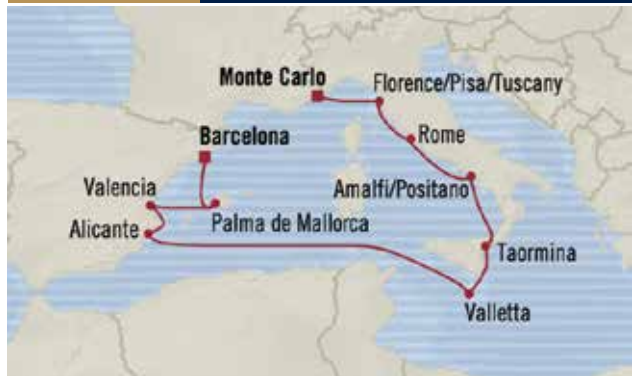 Monte Carlo
Florence/Pisa/Tuscany
Barcelona
Rome
Valencia
Amalfi/Positano
Alicante
Palma de Mallorca
Taormina
Valletta